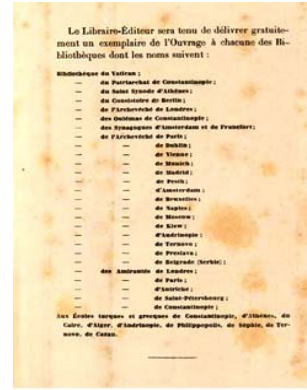 Le Libraire-Éditeur sera tenu de délivrer gratuite-
ment un exemplaire de l'Ouvrage à chacune des Bi-
bliothèques dont les noms suivent :
Bibliothèque du Vatican ;
— du Patriarchat de Constantinople ;
— du Saint Synode d'Athènes ;
— du Consistoire de Berlin ;
— de l'Archevêché de Londres ;
— des Oulémas de Constantinople ;
— des Synagogues d'Amsterdam et de Francfort ;
— de l'Archevêché de Paris ;
— — de Dublin ;
— — de Vienne ;
— — de Munich ;
— — de Madrid ;
— — de Pesth ;
— — d'Amsterdam ;
— — de Bruxelles ;
— — de Naples ;
— — de Moscow ;
— — de Kiew ;
— — d'Andrinople ;
— — de Ternovo ;
— — de Preslava ;
— — de Belgrade (Serbie) ;
— des Amirautés de Londres ;
— — de Paris ;
— — d'Autriche ;
— — de Saint-Pétersbourg ;
— — de Constantinople ;
Aux Écoles turques et grecques de Constantinople, d'Athènes, du
Caire, d'Alger, d'Andrinople, de Philippopolis, de Sophie, de Ter-
novo, de Cazan.